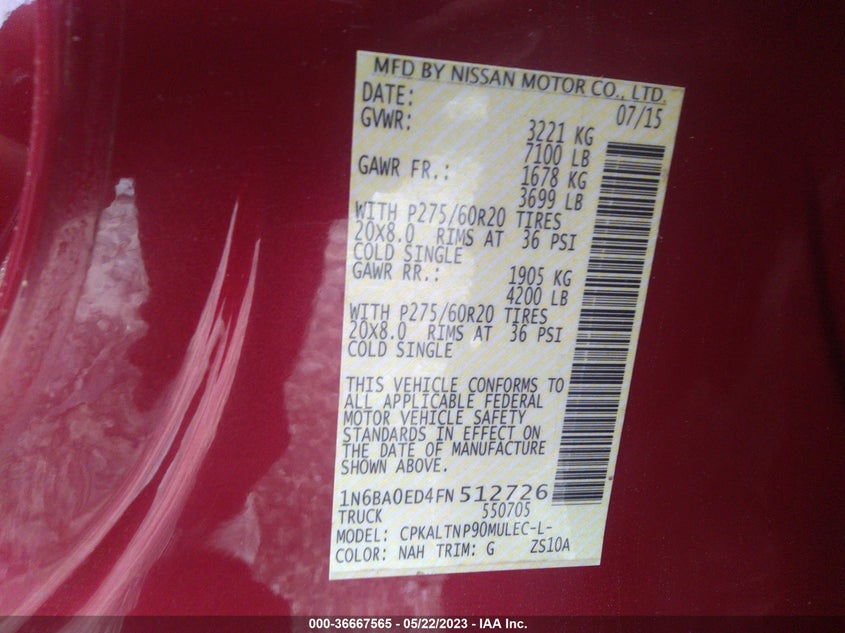 MFD BY NISSAN MOTOR CO., LTD.
DATE: 07/15
GVWR: 3221 KG
7100 LB
GAWR FR.: 1678 KG
3699 LB
WITH P275/60R20 TIRES
20X8.0 RIMS AT 36 PSI
COLD SINGLE
GAWR RR.: 1905 KG
4200 LB
WITH P275/60R20 TIRES
20X8.0 RIMS AT 36 PSI
COLD SINGLE
THIS VEHICLE CONFORMS TO
ALL APPLICABLE FEDERAL
MOTOR VEHICLE SAFETY
STANDARDS IN EFFECT ON
THE DATE OF MANUFACTURE
SHOWN ABOVE.
1N6BA0ED4FN512726
TRUCK 550705
MODEL: CPKALTNP90MULEC-L-
COLOR: NAH TRIM: G ZS10A
000-36667565 - 05/22/2023 - IAA Inc.